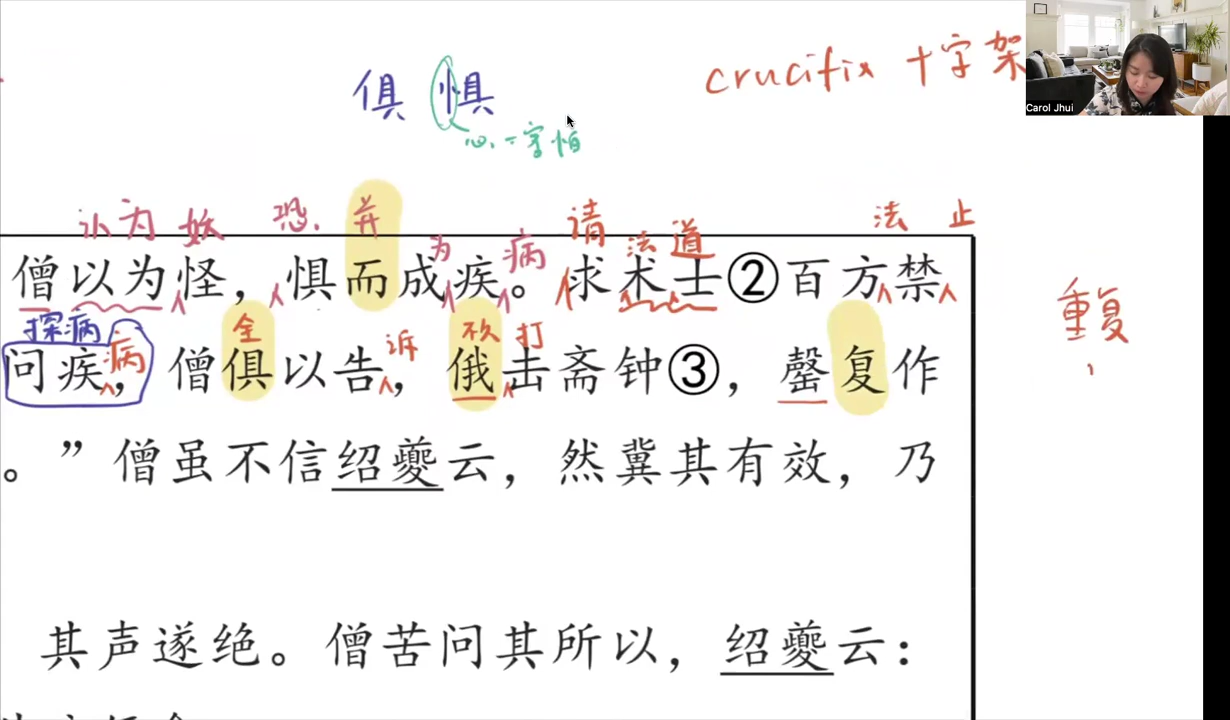 俱 惧 crucifix 十字架
心 = 害怕
Carol Jhui
认为 妖 恐 并 为 病 请 法 道 法 止
僧以为怪，惧而成疾。求术士②百方禁
探病 病 全 诉 打 重复
问疾，僧俱以告，俄击斋钟③，罄复作
。”僧虽不信绍夔云，然冀其有效，乃
其声遂绝。僧苦问其所以，绍夔云：